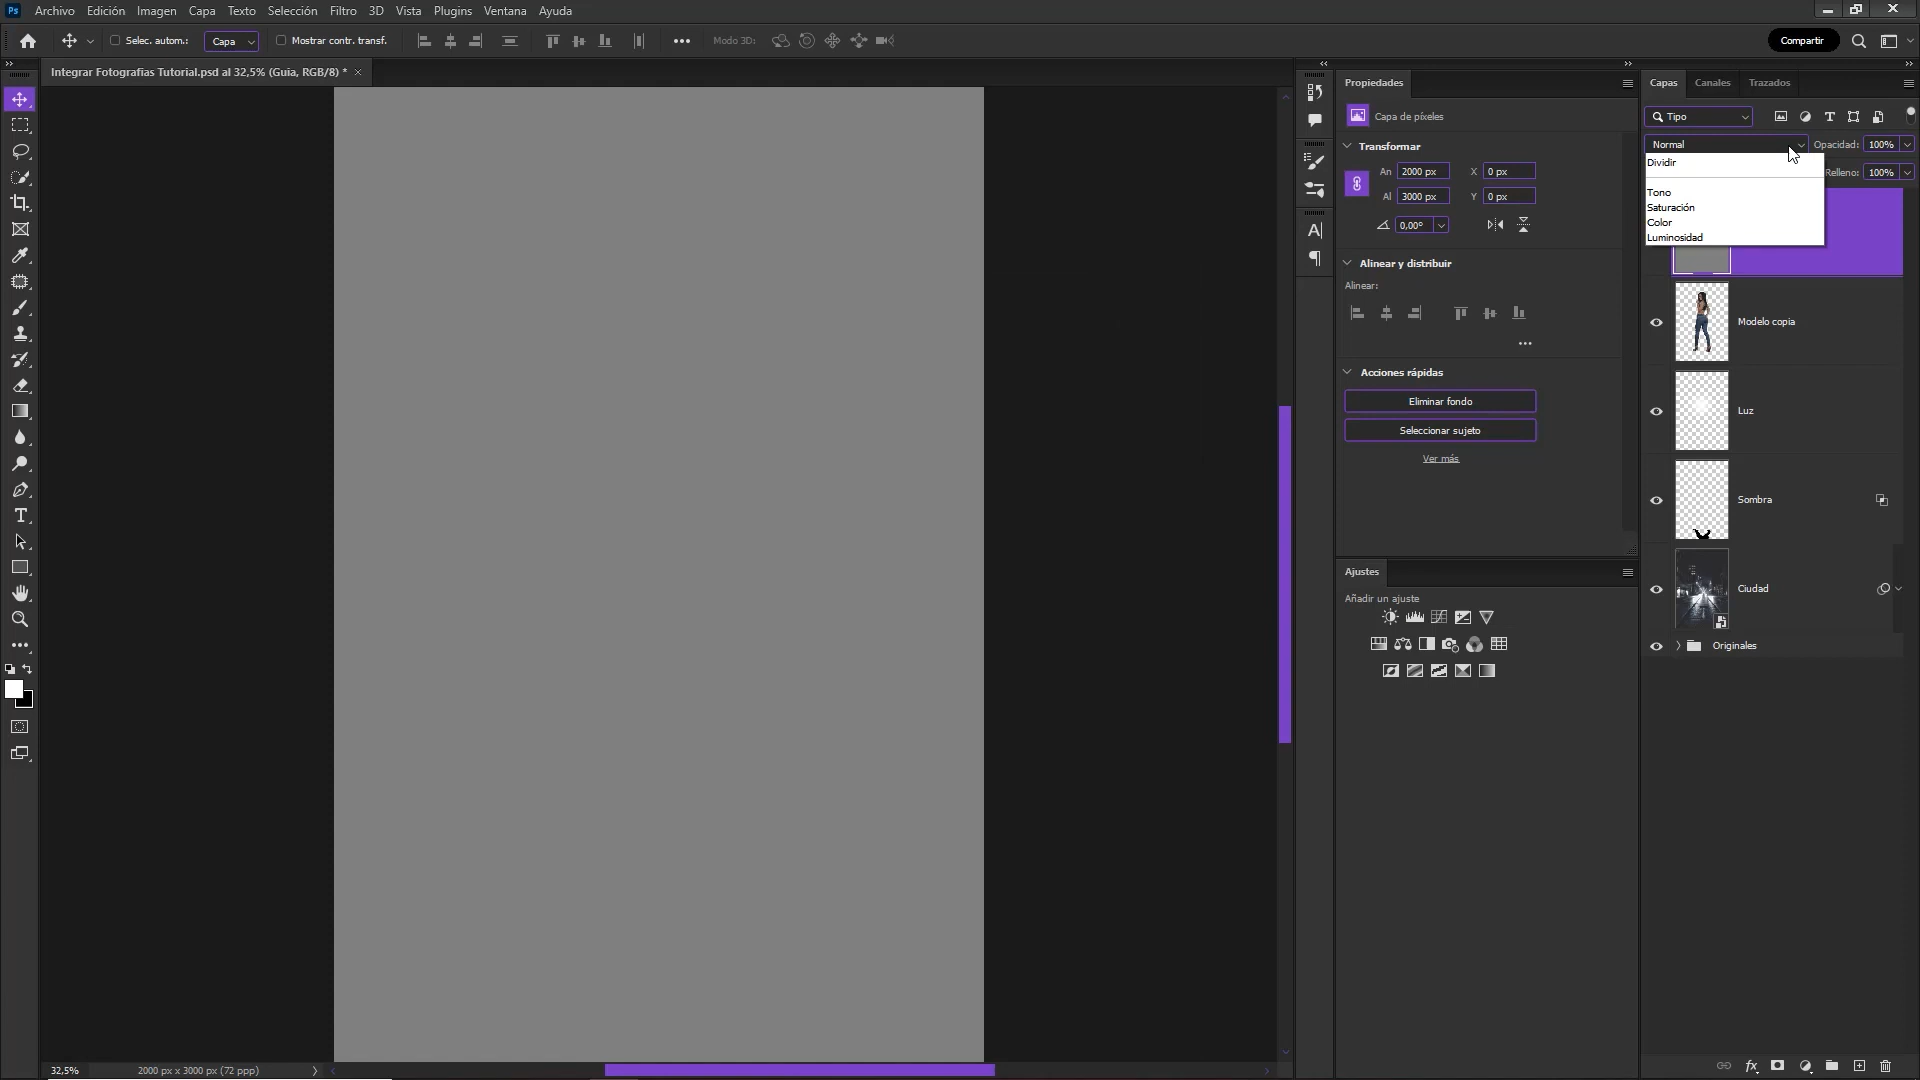 Ps Archivo Edición Imagen Capa Texto Selección Filtro 3D Vista Plugins Ventana Ayuda
Selec. autom.: Capa Mostrar contr. transf. Modo 3D: Compartir
Integrar Fotografias Tutorial.psd al 32,5% (Guia, RGB/8) *
Propiedades
Capa de píxeles
Transformar
An 2000 px X 0 px
Al 3000 px Y 0 px
0,00°
Alinear y distribuir
Alinear:
Acciones rápidas
Eliminar fondo
Seleccionar sujeto
Ver más
Ajustes
Añadir un ajuste
Capas Canales Trazados
Tipo
Normal Opacidad: 100%
Relleno: 100%
Dividir
Tono
Saturación
Color
Luminosidad
Modelo copia
Luz
Sombra
Ciudad
Originales
32,5% 2000 px x 3000 px (72 ppp)